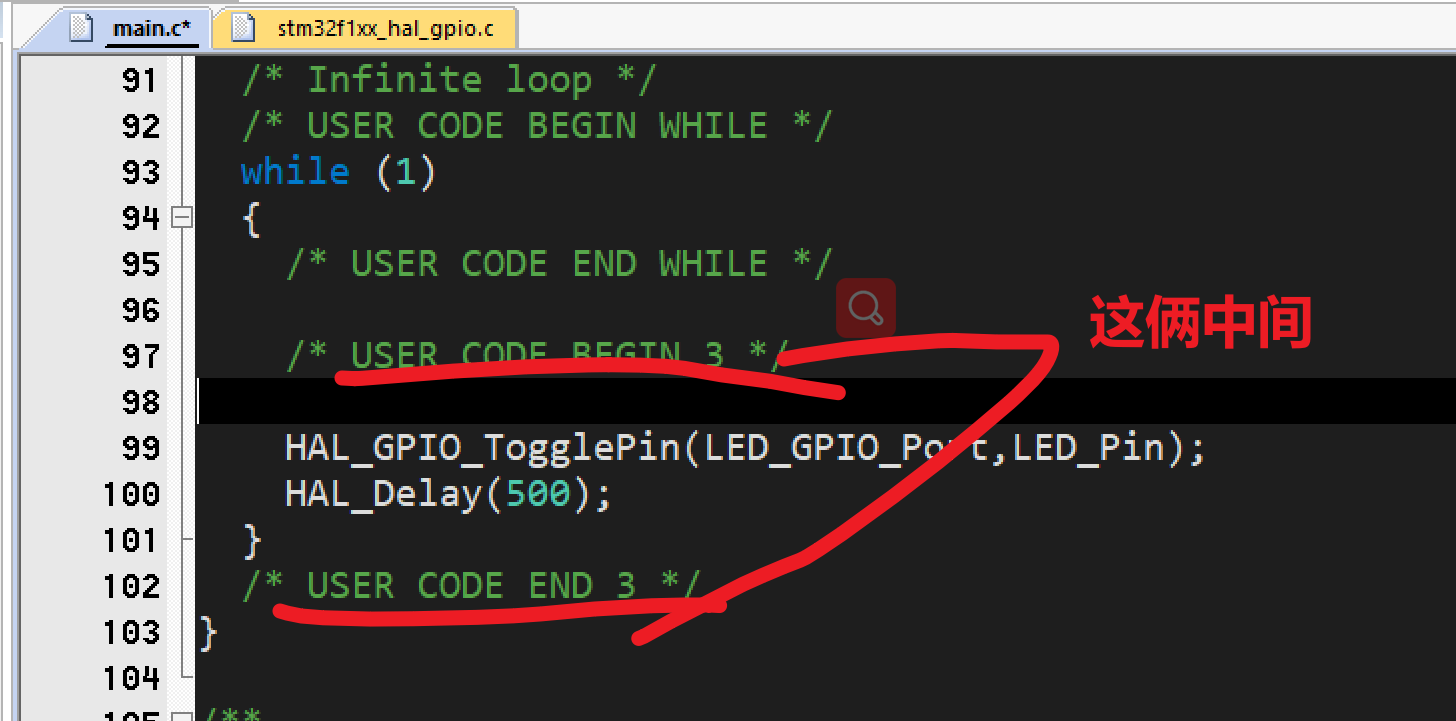 main.c* stm32f1xx_hal_gpio.c
91 /* Infinite loop */
92 /* USER CODE BEGIN WHILE */
93 while (1)
94 {
95 /* USER CODE END WHILE */
96
97 /* USER CODE BEGIN 3 */
这俩中间
98
99 HAL_GPIO_TogglePin(LED_GPIO_Port,LED_Pin);
100 HAL_Delay(500);
101 }
102 /* USER CODE END 3 */
103 }
104
105 /**